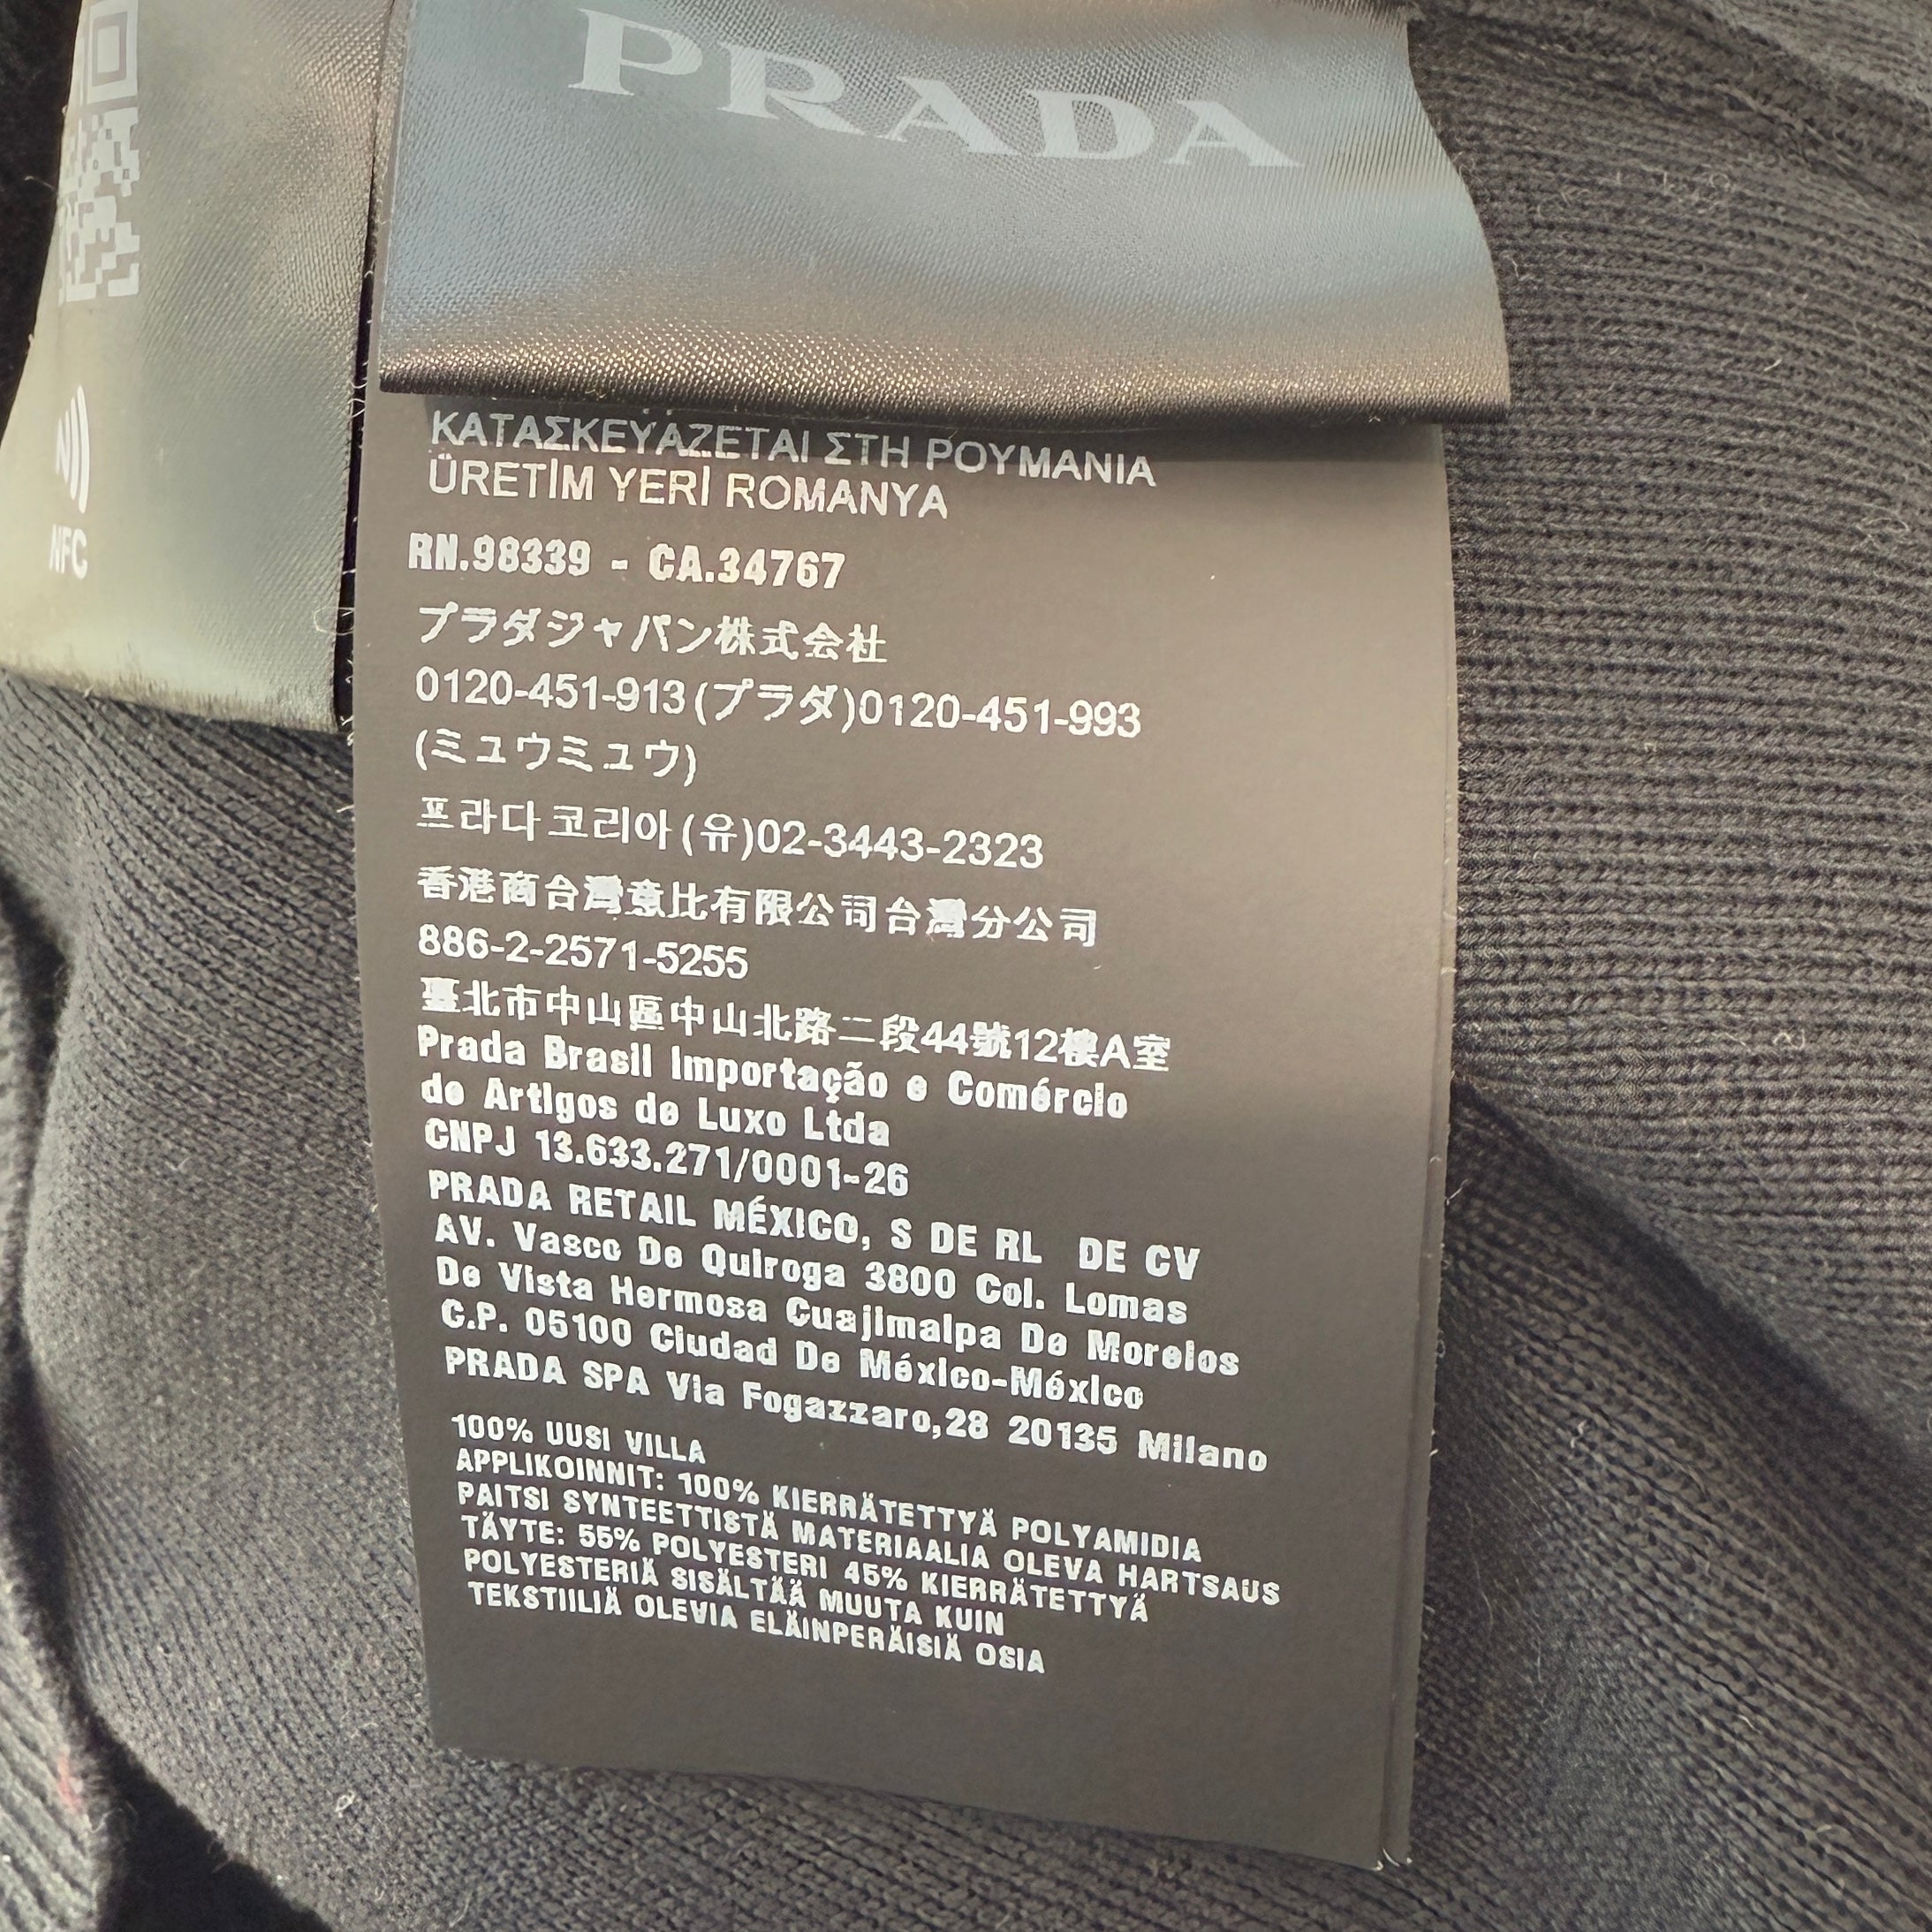 PRADA
NFC
ΚΑΤΑΣΚΕΥΑΖΕΤΑΙ ΣΤΗ ΡΟΥΜΑΝΙΑ
ÜRETİM YERİ ROMANYA
RN.98339 - CA.34767
プラダジャパン株式会社
0120-451-913(プラダ)0120-451-993
(ミュウミュウ)
프라다코리아(유)02-3443-2323
香港商台灣意比有限公司台灣分公司
886-2-2571-5255
臺北市中山區中山北路二段44號12樓A室
Prada Brasil Importação e Comércio
de Artigos de Luxo Ltda
CNPJ 13.633.271/0001-26
PRADA RETAIL MÉXICO, S DE RL DE CV
AV. Vasco De Quiroga 3800 Col. Lomas
De Vista Hermosa Cuajimalpa De Morelos
C.P. 05100 Ciudad De México-México
PRADA SPA Via Fogazzaro,28 20135 Milano
100% UUSI VILLA
APPLIKOINNIT: 100% KIERRÄTETTYÄ POLYAMIDIA
PAITSI SYNTEETTISTÄ MATERIAALIA OLEVA HARTSAUS
TÄYTE: 55% POLYESTERI 45% KIERRÄTETTYÄ
POLYESTERIÄ SISÄLTÄÄ MUUTA KUIN
TEKSTIILIÄ OLEVIA ELÄINPERÄISIÄ OSIA